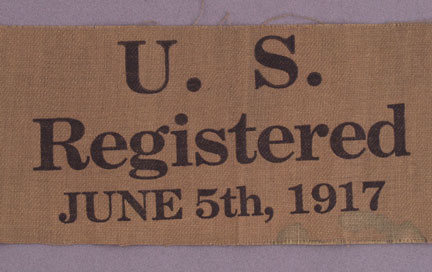 U. S.
Registered
JUNE 5th, 1917